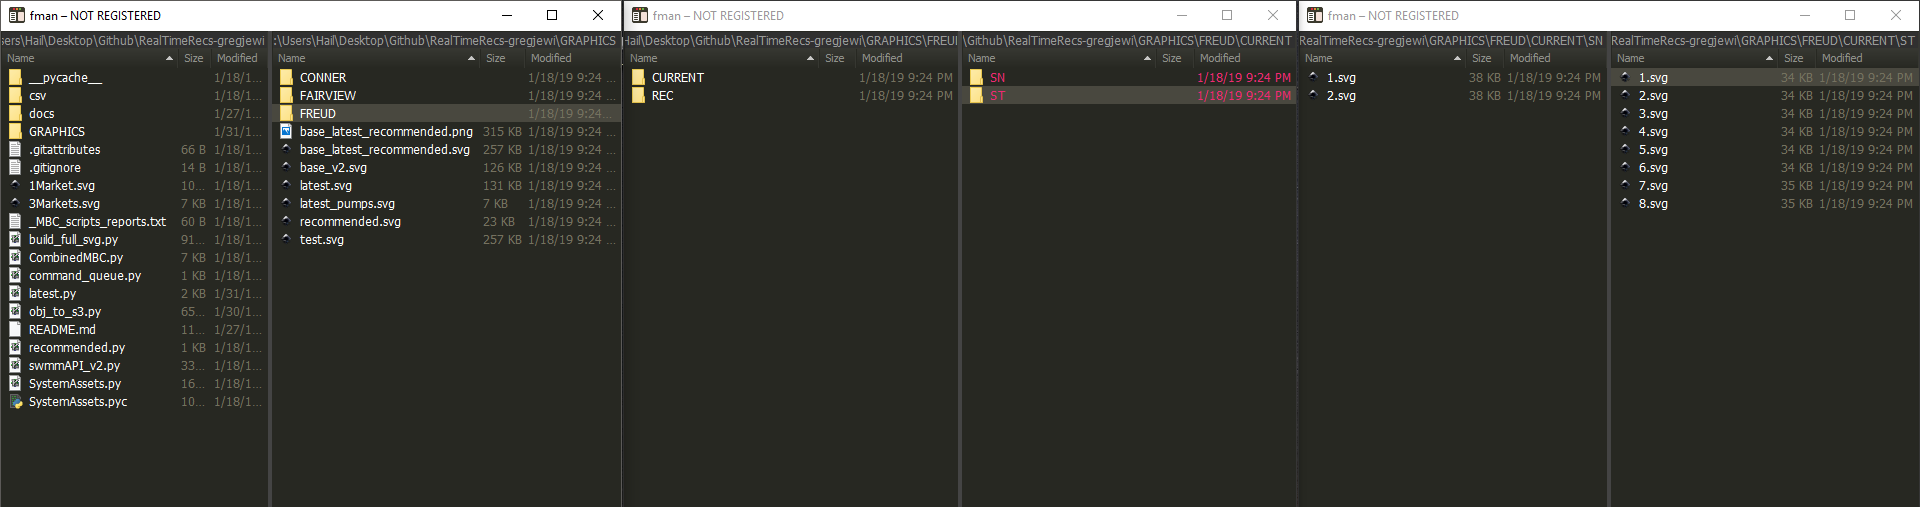 fman – NOT REGISTERED
sers\Hail\Desktop\Github\RealTimeRecs-gregjewi
Name Size Modified
__pycache__ 1/18/1...
csv 1/18/1...
docs 1/27/1...
GRAPHICS 1/31/1...
.gitattributes 66 B 1/18/1...
.gitignore 14 B 1/18/1...
1Market.svg 10... 1/18/1...
3Markets.svg 7 KB 1/18/1...
_MBC_scripts_reports.txt 60 B 1/18/1...
build_full_svg.py 91... 1/18/1...
CombinedMBC.py 7 KB 1/18/1...
command_queue.py 1 KB 1/18/1...
latest.py 2 KB 1/31/1...
obj_to_s3.py 65... 1/30/1...
README.md 11... 1/27/1...
recommended.py 1 KB 1/18/1...
swmmAPI_v2.py 33... 1/18/1...
SystemAssets.py 16... 1/18/1...
SystemAssets.pyc 10... 1/18/1...
:\Users\Hail\Desktop\Github\RealTimeRecs-gregjewi\GRAPHICS
Name Size Modified
CONNER 1/18/19 9:24 ...
FAIRVIEW 1/18/19 9:24 ...
FREUD 1/18/19 9:24 ...
base_latest_recommended.png 315 KB 1/18/19 9:24 ...
base_latest_recommended.svg 257 KB 1/18/19 9:24 ...
base_v2.svg 126 KB 1/18/19 9:24 ...
latest.svg 131 KB 1/18/19 9:24 ...
latest_pumps.svg 7 KB 1/18/19 9:24 ...
recommended.svg 23 KB 1/18/19 9:24 ...
test.svg 257 KB 1/18/19 9:24 ...
fman – NOT REGISTERED
Hail\Desktop\Github\RealTimeRecs-gregjewi\GRAPHICS\FREUI
Name Size Modified
CURRENT 1/18/19 9:24 PM
REC 1/18/19 9:24 PM
\Github\RealTimeRecs-gregjewi\GRAPHICS\FREUD\CURRENT
Name Size Modified
SN 1/18/19 9:24 PM
ST 1/18/19 9:24 PM
fman – NOT REGISTERED
RealTimeRecs-gregjewi\GRAPHICS\FREUD\CURRENT\SN
Name Size Modified
1.svg 38 KB 1/18/19 9:24 PM
2.svg 38 KB 1/18/19 9:24 PM
RealTimeRecs-gregjewi\GRAPHICS\FREUD\CURRENT\ST
Name Size Modified
1.svg 34 KB 1/18/19 9:24 PM
2.svg 34 KB 1/18/19 9:24 PM
3.svg 34 KB 1/18/19 9:24 PM
4.svg 34 KB 1/18/19 9:24 PM
5.svg 34 KB 1/18/19 9:24 PM
6.svg 34 KB 1/18/19 9:24 PM
7.svg 35 KB 1/18/19 9:24 PM
8.svg 35 KB 1/18/19 9:24 PM